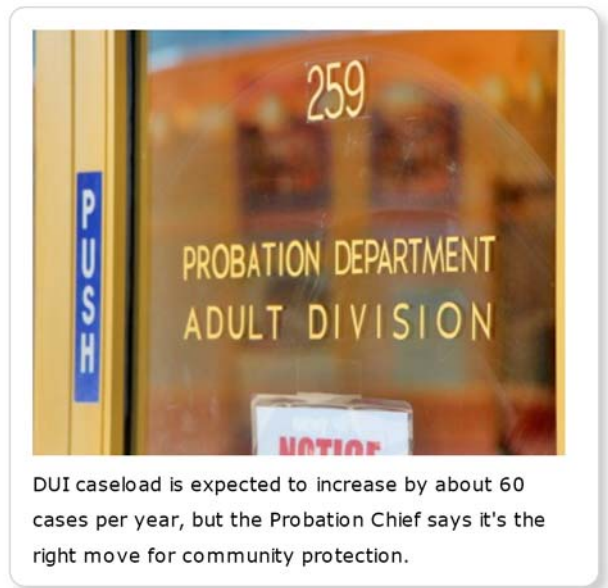 259
PUSH
PROBATION DEPARTMENT
ADULT DIVISION
NOTICE
DUI caseload is expected to increase by about 60
cases per year, but the Probation Chief says it's the
right move for community protection.